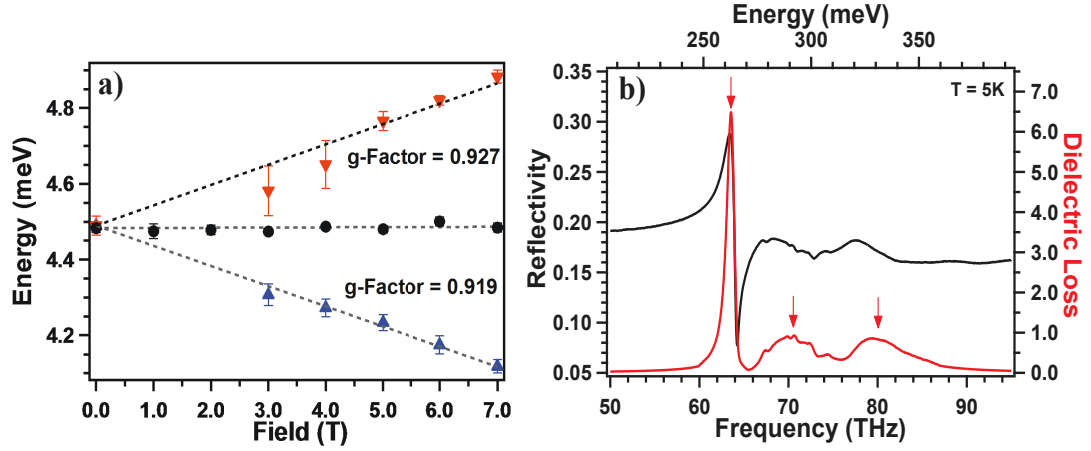 a)
4.8
4.6
4.4
4.2
Energy (meV)
g-Factor = 0.927
g-Factor = 0.919
0.0 1.0 2.0 3.0 4.0 5.0 6.0 7.0
Field (T)
Energy (meV)
260 290 320 360
b)
T = 5K
0.35
0.30
0.25
0.20
0.15
0.10
0.05
Reflectivity
7.0
6.0
5.0
4.0
3.0
2.0
1.0
0.0
Dielectric Loss
50 60 70 80 90
Frequency (THz)